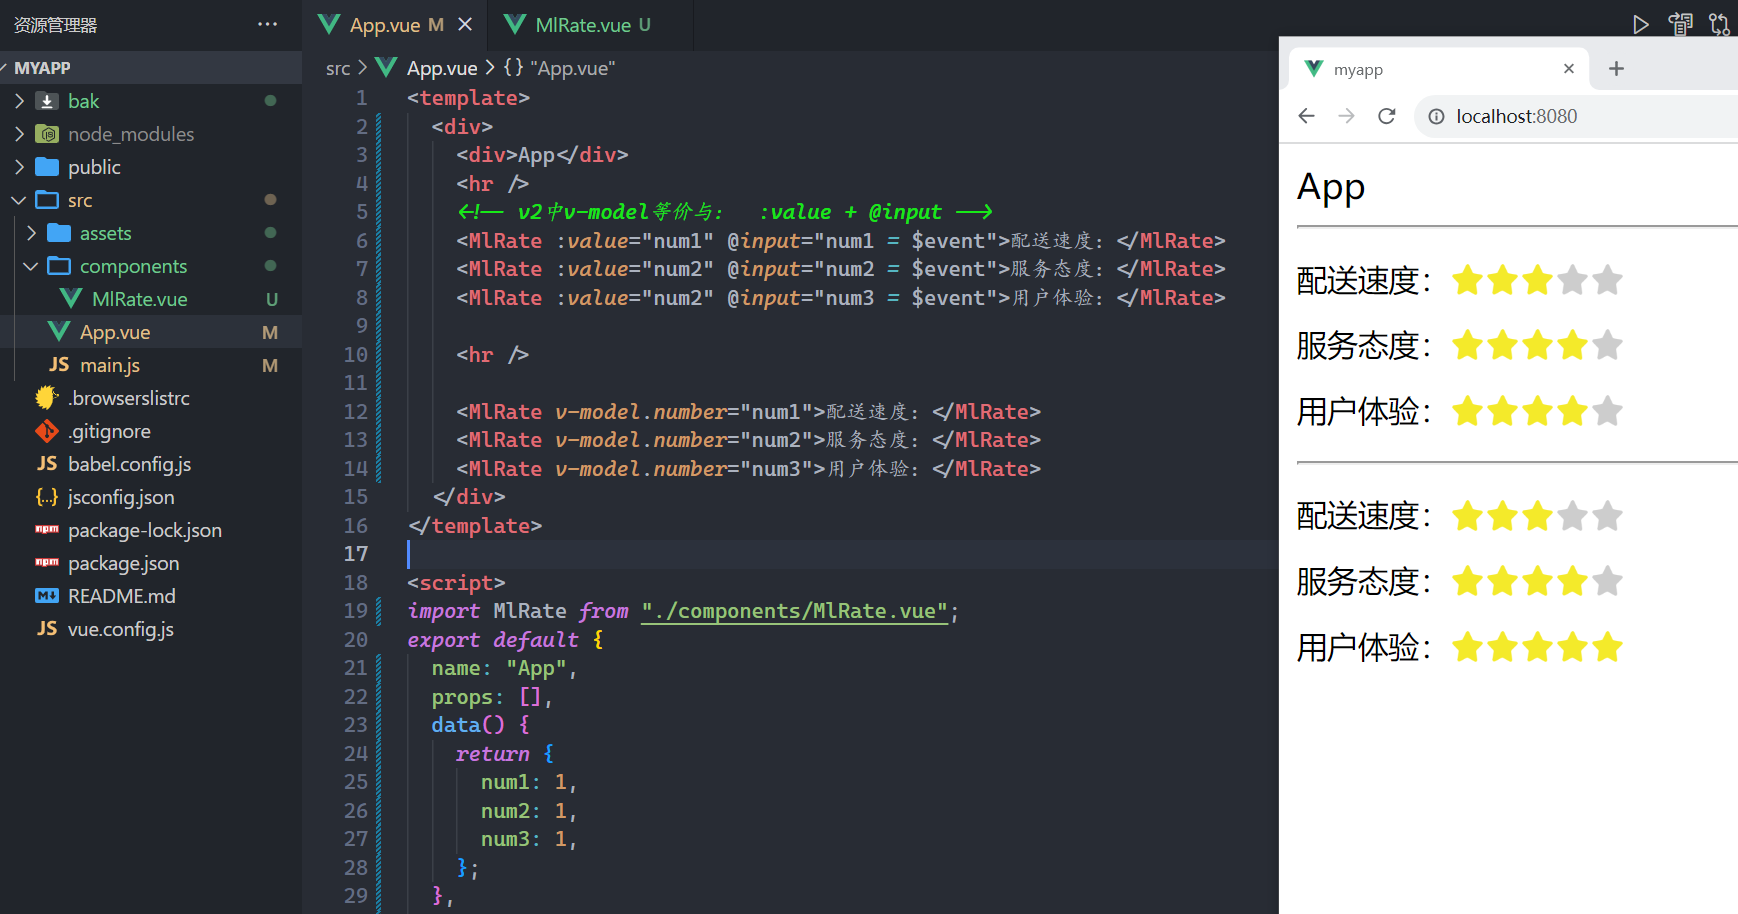 资源管理器
MYAPP
bak
node_modules
public
src
assets
components
MlRate.vue U
App.vue M
JS main.js M
.browserslistrc
.gitignore
JS babel.config.js
{..} jsconfig.json
npm package-lock.json
npm package.json
M↓ README.md
JS vue.config.js
App.vue M × MlRate.vue U
src > App.vue > {} "App.vue"
1 <template>
2 <div>
3 <div>App</div>
4 <hr />
5 <!-- v2中v-model等价与： :value + @input -->
6 <MlRate :value="num1" @input="num1 = $event">配送速度：</MlRate>
7 <MlRate :value="num2" @input="num2 = $event">服务态度：</MlRate>
8 <MlRate :value="num2" @input="num3 = $event">用户体验：</MlRate>
9
10 <hr />
11
12 <MlRate v-model.number="num1">配送速度：</MlRate>
13 <MlRate v-model.number="num2">服务态度：</MlRate>
14 <MlRate v-model.number="num3">用户体验：</MlRate>
15 </div>
16 </template>
17
18 <script>
19 import MlRate from "./components/MlRate.vue";
20 export default {
21 name: "App",
22 props: [],
23 data() {
24 return {
25 num1: 1,
26 num2: 1,
27 num3: 1,
28 };
29 },
myapp
localhost:8080
App
配送速度：
服务态度：
用户体验：
配送速度：
服务态度：
用户体验：